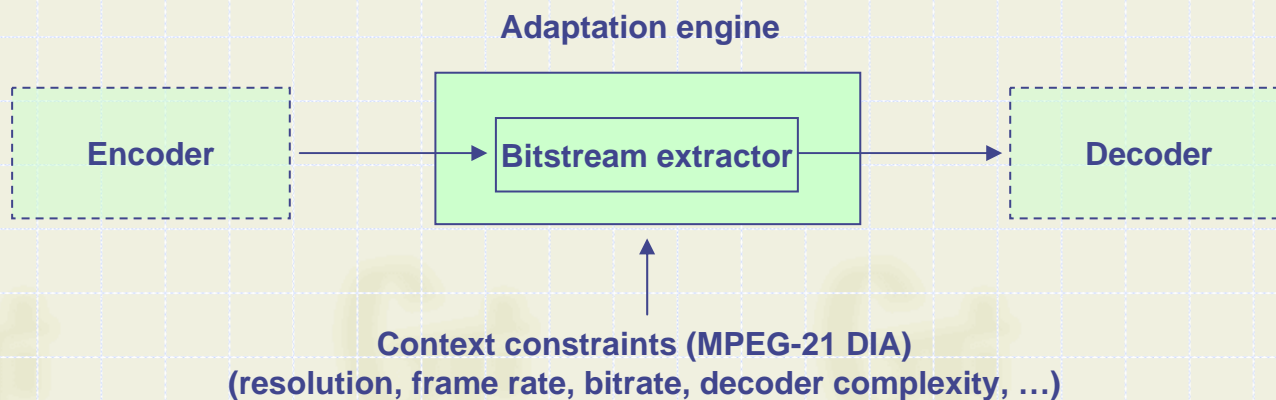 Adaptation engine
Encoder
Bitstream extractor
Decoder
Context constraints (MPEG-21 DIA)
(resolution, frame rate, bitrate, decoder complexity, …)